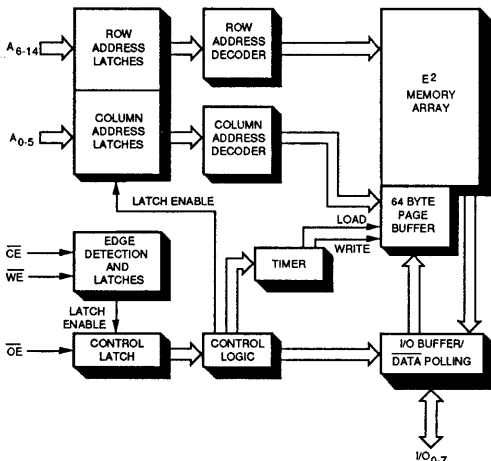 A6-14
ROW
ADDRESS
LATCHES
ROW
ADDRESS
DECODER
E2
MEMORY
ARRAY
A0-5
COLUMN
ADDRESS
LATCHES
COLUMN
ADDRESS
DECODER
64 BYTE
PAGE
BUFFER
LATCH ENABLE
LOAD
WRITE
CE
WE
EDGE
DETECTION
AND
LATCHES
TIMER
LATCH
ENABLE
OE
CONTROL
LATCH
CONTROL
LOGIC
I/O BUFFER/
DATA POLLING
I/O0-7